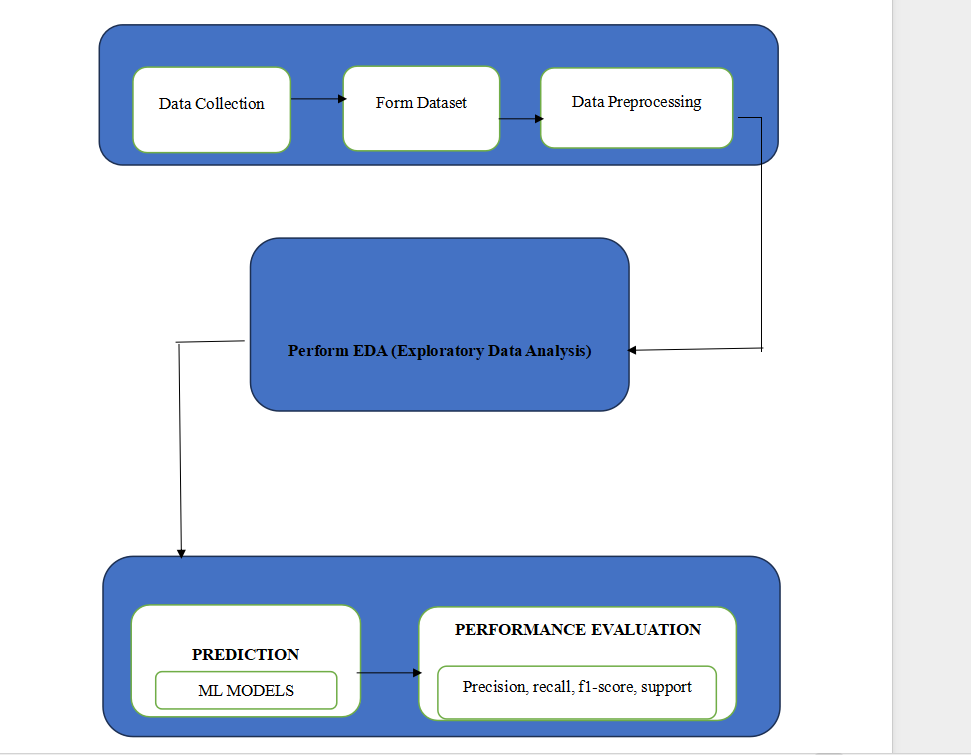 Data Collection
Form Dataset
Data Preprocessing
Perform EDA (Exploratory Data Analysis)
PREDICTION
ML MODELS
PERFORMANCE EVALUATION
Precision, recall, f1-score, support